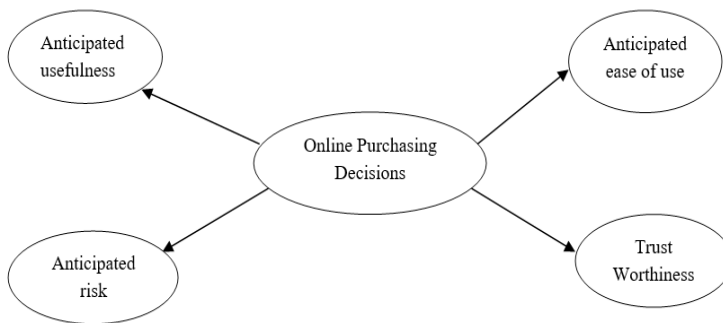 Anticipated
usefulness
Anticipated
ease of use
Online Purchasing
Decisions
Anticipated
risk
Trust
Worthiness